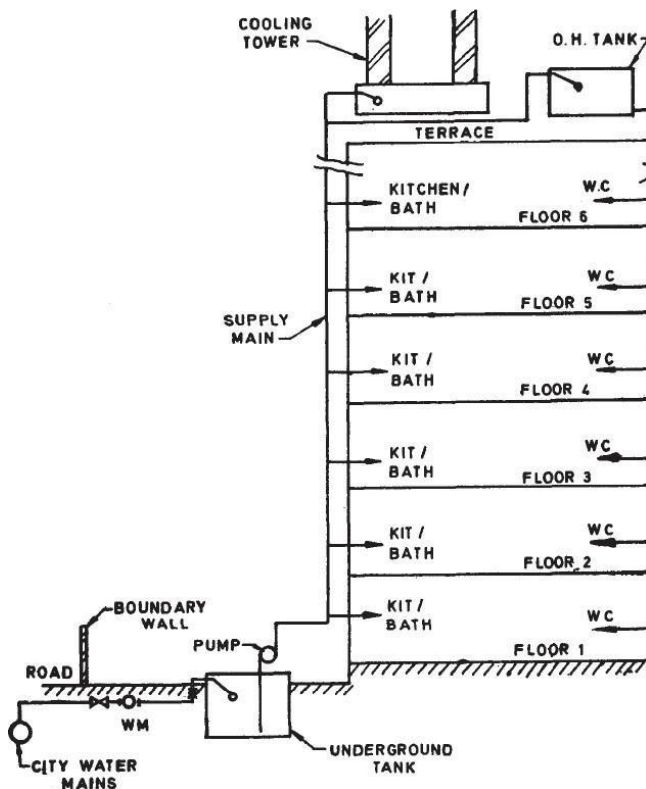 COOLING
TOWER
O.H. TANK
TERRACE
KITCHEN /
BATH
W.C
FLOOR 6
KIT /
BATH
WC
FLOOR 5
SUPPLY
MAIN
KIT /
BATH
WC
FLOOR 4
KIT /
BATH
WC
FLOOR 3
KIT /
BATH
WC
FLOOR 2
BOUNDARY
WALL
KIT /
BATH
WC
PUMP
FLOOR 1
ROAD
WM
UNDERGROUND
TANK
CITY WATER
MAINS